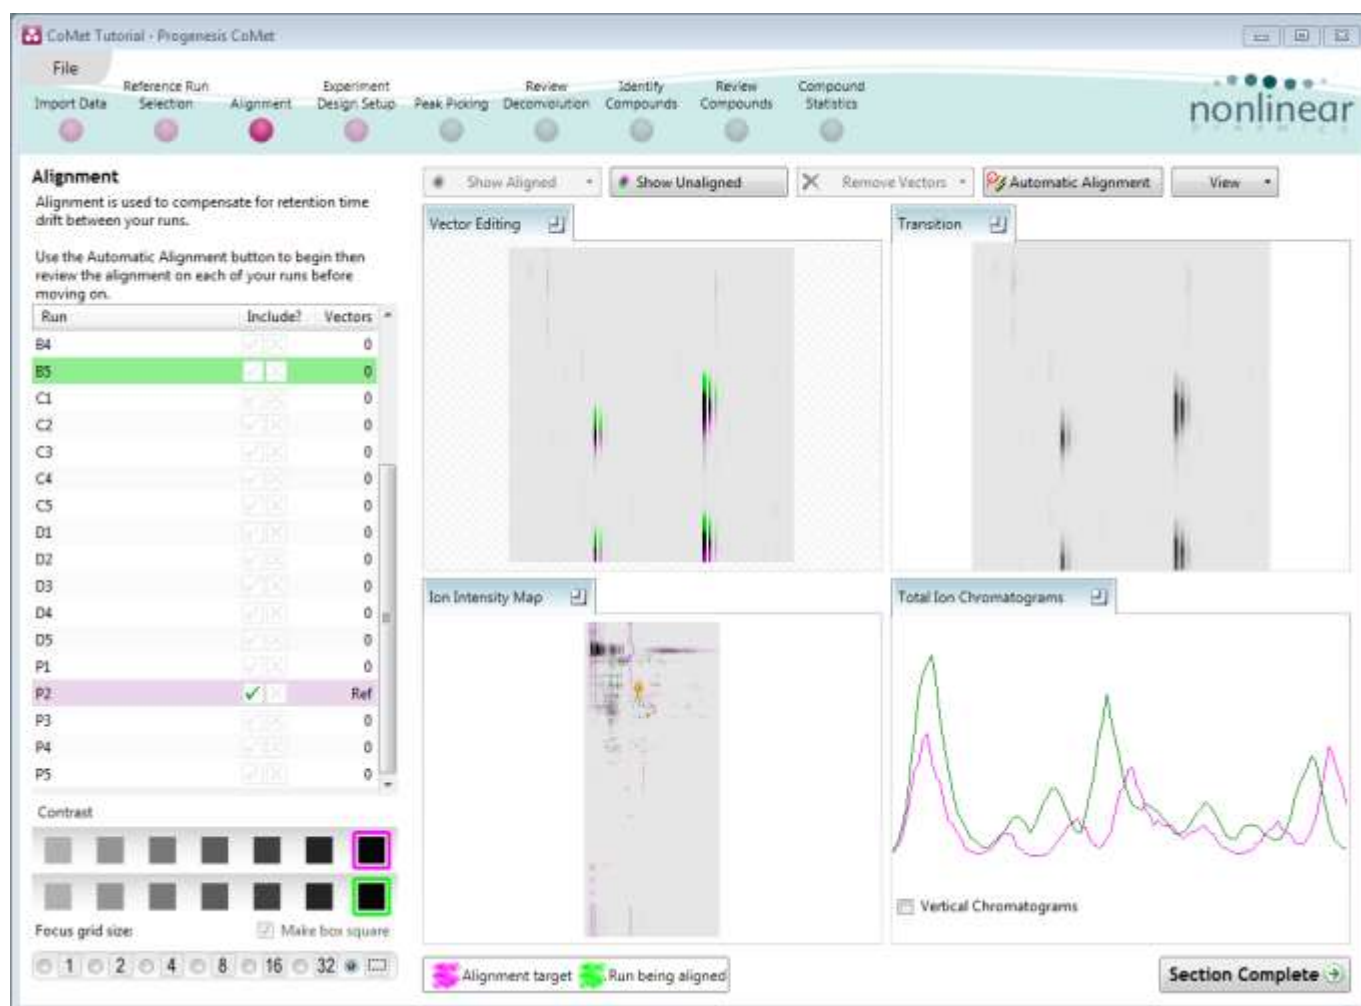 CoMet Tutorial - Progenesis CoMet
File
Import Data
Reference Run
Selection
Alignment
Experiment
Design Setup
Peak Picking
Review
Deconvolution
Identify
Compounds
Review
Compounds
Compound
Statistics
nonlinear
DYNAMICS
Alignment
Alignment is used to compensate for retention time
drift between your runs.
Use the Automatic Alignment button to begin then
review the alignment on each of your runs before
moving on.
Run Include? Vectors
B4 0
B5 0
C1 0
C2 0
C3 0
C4 0
C5 0
D1 0
D2 0
D3 0
D4 0
D5 0
P1 0
P2 Ref
P3 0
P4 0
P5 0
Contrast
Focus grid size: Make box square
1 2 4 8 16 32
Show Aligned Show Unaligned Remove Vectors Automatic Alignment View
Vector Editing
Transition
Ion Intensity Map
Total Ion Chromatograms
Vertical Chromatograms
Alignment target Run being aligned
Section Complete